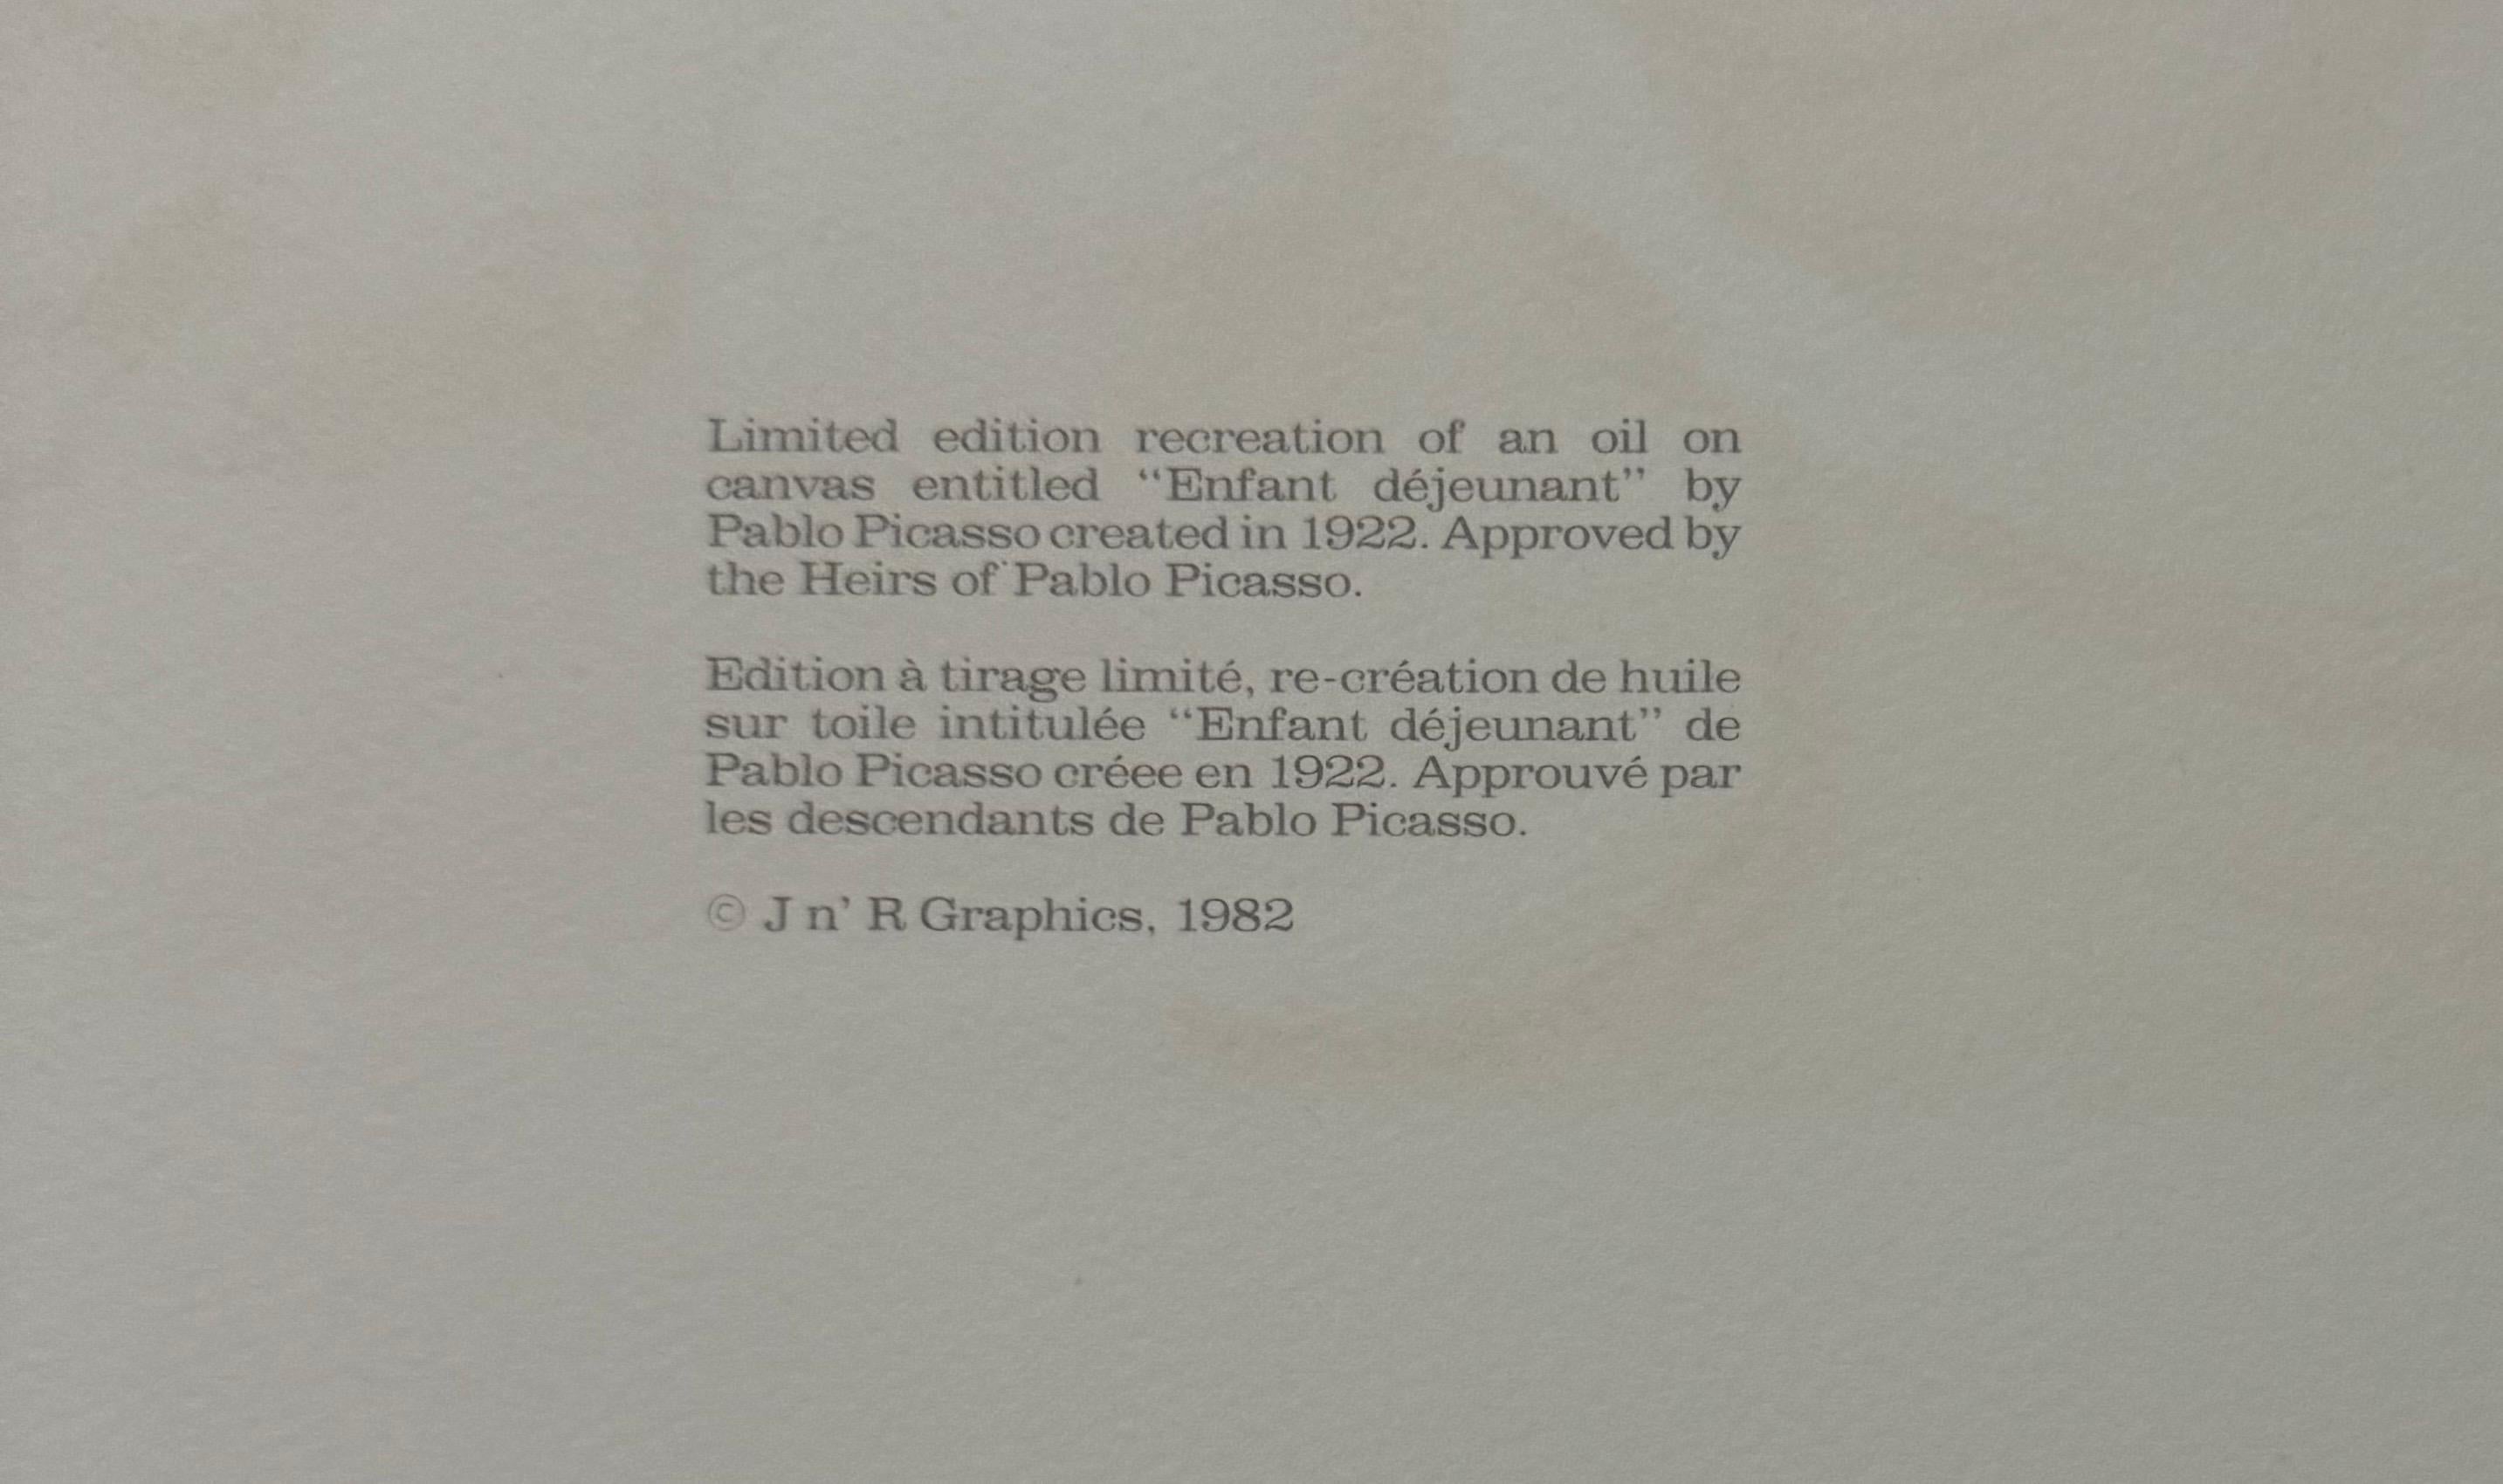 Limited edition recreation of an oil on
canvas entitled “Enfant déjeunant” by
Pablo Picasso created in 1922. Approved by
the Heirs of Pablo Picasso.
Edition à tirage limité, re-création de huile
sur toile intitulée “Enfant déjeunant” de
Pablo Picasso créee en 1922. Approuvé par
les descendants de Pablo Picasso.
© J n’ R Graphics, 1982